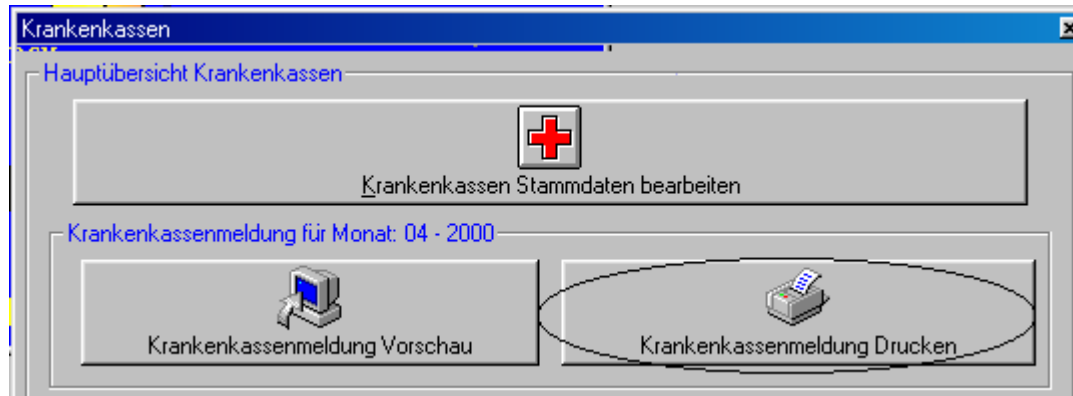 Krankenkassen
Hauptübersicht Krankenkassen
Krankenkassen Stammdaten bearbeiten
Krankenkassenmeldung für Monat: 04 - 2000
Krankenkassenmeldung Vorschau
Krankenkassenmeldung Drucken